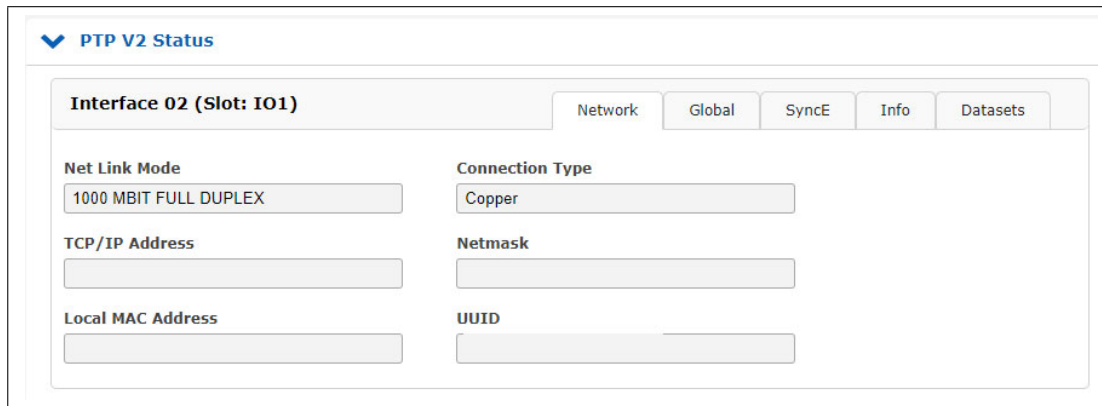 PTP V2 Status
Interface 02 (Slot: IO1)
Network
Global
SyncE
Info
Datasets
Net Link Mode
Connection Type
1000 MBIT FULL DUPLEX
Copper
TCP/IP Address
Netmask
Local MAC Address
UUID